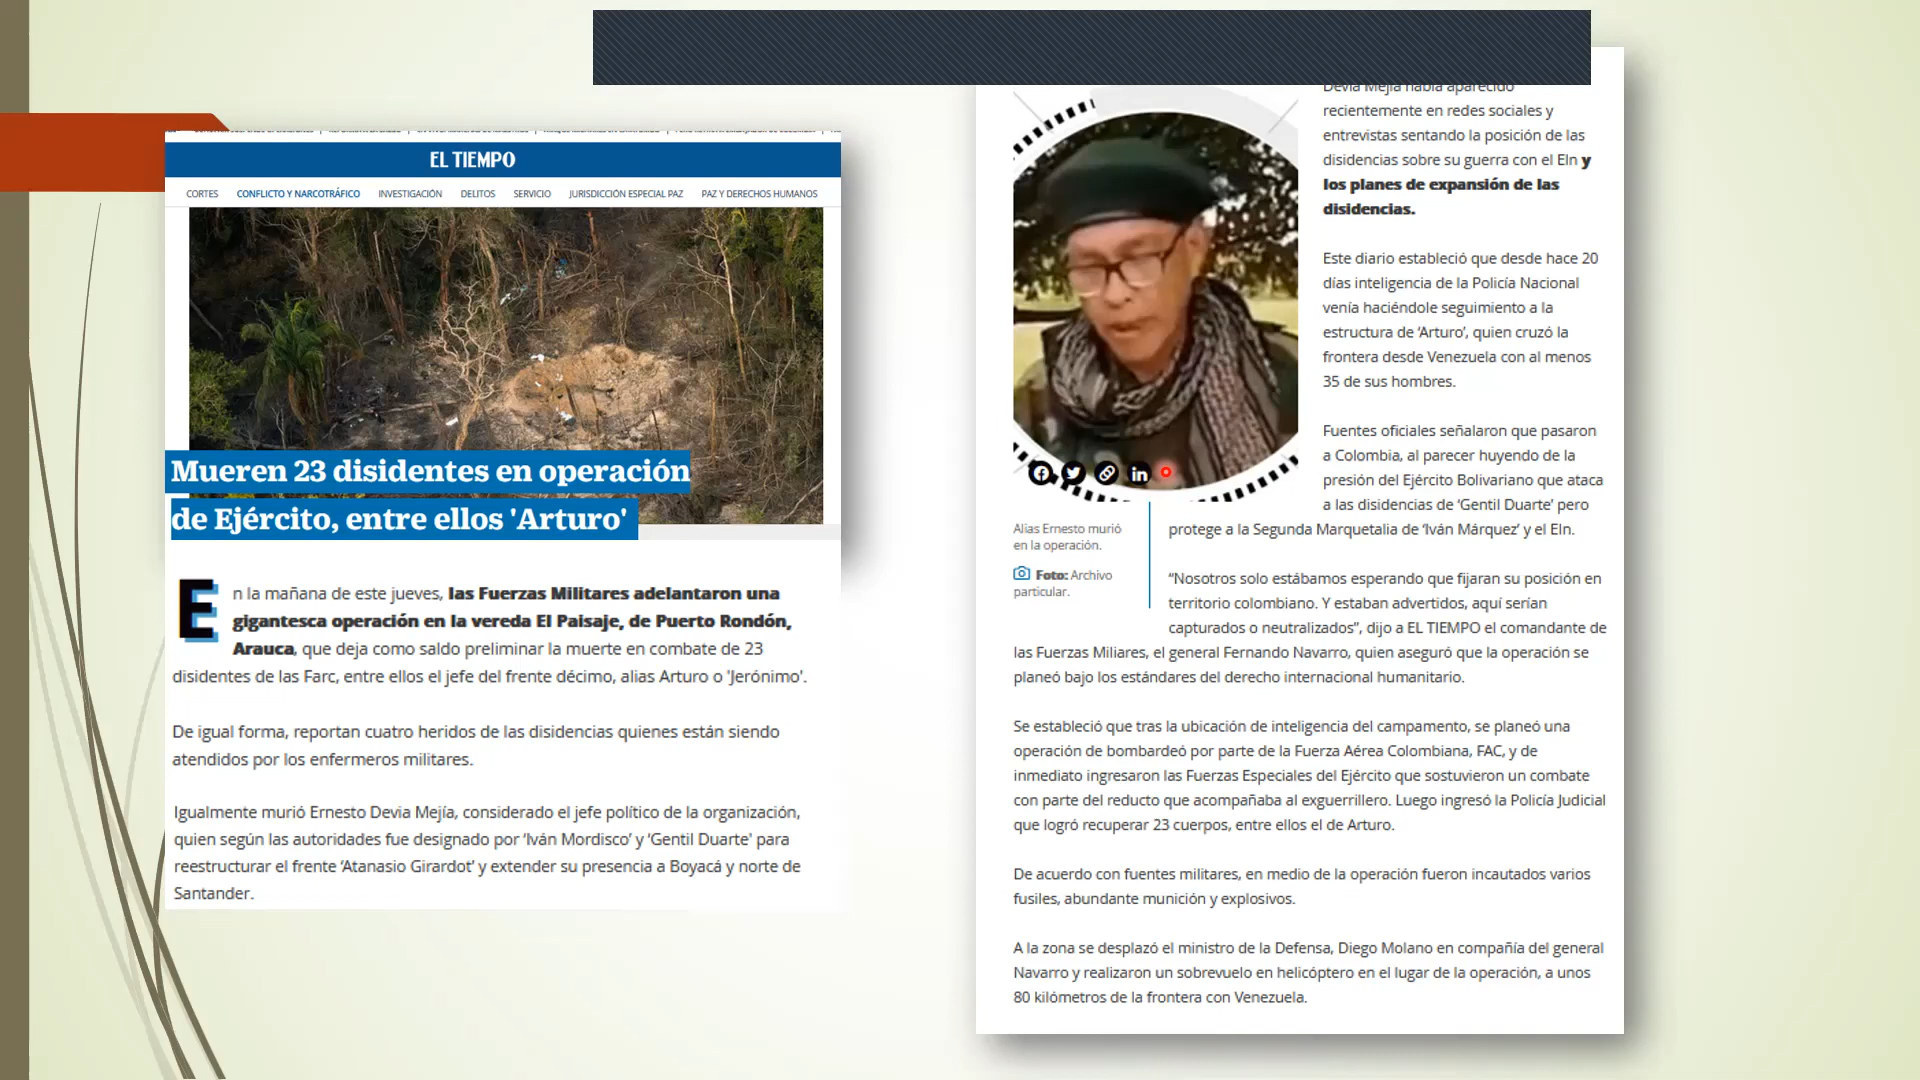 EL TIEMPO
CORTES CONFLICTO Y NARCOTRÁFICO INVESTIGACIÓN DELITOS SERVICIO JURISDICCIÓN ESPECIAL PAZ PAZ Y DERECHOS HUMANOS
Mueren 23 disidentes en operación
de Ejército, entre ellos 'Arturo'
En la mañana de este jueves, las Fuerzas Militares adelantaron una
gigantesca operación en la vereda El Paisaje, de Puerto Rondón,
Arauca, que deja como saldo preliminar la muerte en combate de 23
disidentes de las Farc, entre ellos el jefe del frente décimo, alias Arturo o 'Jerónimo'.
De igual forma, reportan cuatro heridos de las disidencias quienes están siendo
atendidos por los enfermeros militares.
Igualmente murió Ernesto Devia Mejía, considerado el jefe político de la organización,
quien según las autoridades fue designado por ‘Iván Mordisco’ y ‘Gentil Duarte' para
reestructurar el frente ‘Atanasio Girardot’ y extender su presencia a Boyacá y norte de
Santander.
Devia Mejía había aparecido
recientemente en redes sociales y
entrevistas sentando la posición de las
disidencias sobre su guerra con el Eln y
los planes de expansión de las
disidencias.
Este diario estableció que desde hace 20
días inteligencia de la Policía Nacional
venía haciéndole seguimiento a la
estructura de ‘Arturo’, quien cruzó la
frontera desde Venezuela con al menos
35 de sus hombres.
Fuentes oficiales señalaron que pasaron
a Colombia, al parecer huyendo de la
presión del Ejército Bolivariano que ataca
a las disidencias de ‘Gentil Duarte’ pero
protege a la Segunda Marquetalia de ‘Iván Márquez’ y el Eln.
Alias Ernesto murió
en la operación.
Foto: Archivo
particular.
“Nosotros solo estábamos esperando que fijaran su posición en
territorio colombiano. Y estaban advertidos, aquí serían
capturados o neutralizados”, dijo a EL TIEMPO el comandante de
las Fuerzas Miliares, el general Fernando Navarro, quien aseguró que la operación se
planeó bajo los estándares del derecho internacional humanitario.
Se estableció que tras la ubicación de inteligencia del campamento, se planeó una
operación de bombardeó por parte de la Fuerza Aérea Colombiana, FAC, y de
inmediato ingresaron las Fuerzas Especiales del Ejército que sostuvieron un combate
con parte del reducto que acompañaba al exguerrillero. Luego ingresó la Policía Judicial
que logró recuperar 23 cuerpos, entre ellos el de Arturo.
De acuerdo con fuentes militares, en medio de la operación fueron incautados varios
fusiles, abundante munición y explosivos.
A la zona se desplazó el ministro de la Defensa, Diego Molano en compañía del general
Navarro y realizaron un sobrevuelo en helicóptero en el lugar de la operación, a unos
80 kilómetros de la frontera con Venezuela.